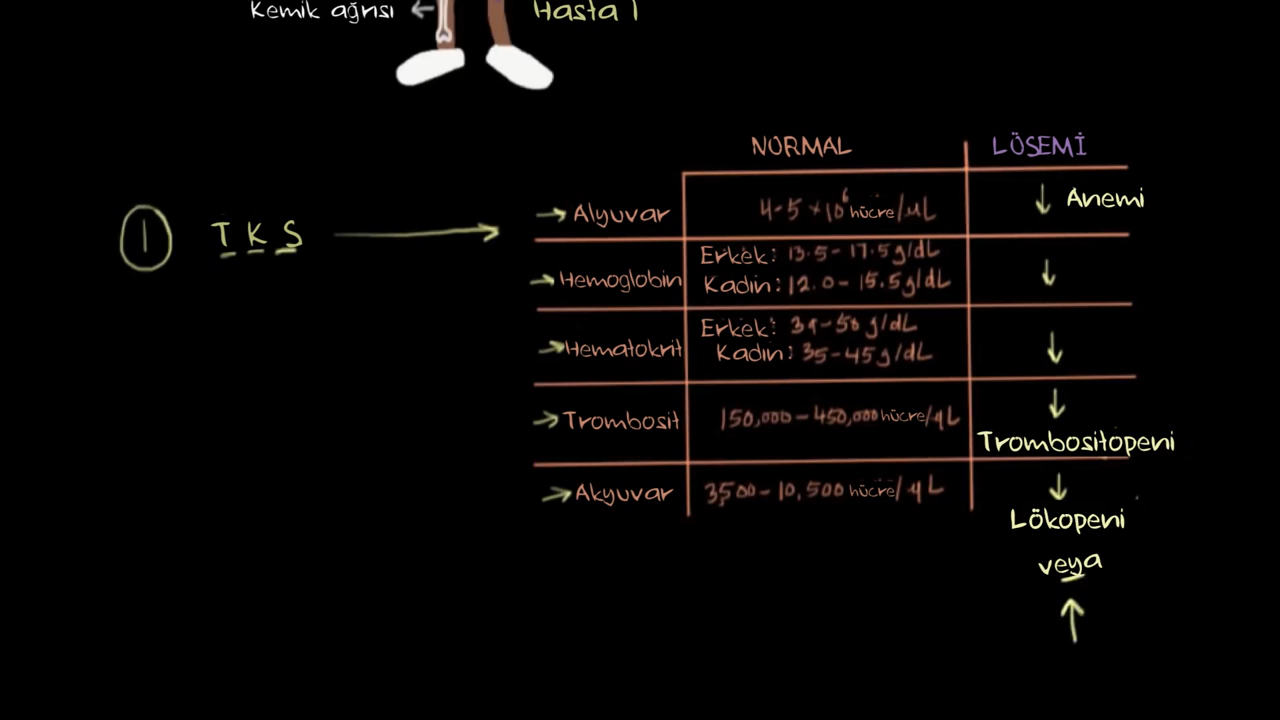 Kemik ağrısı ← Hasta 1
NORMAL LÖSEMİ
① TKS → → Alyuvar 4-5 × 10⁶ hücre/µL ↓ Anemi
→ Hemoglobin Erkek: 13.5 - 17.5 g/dL ↓
Kadın: 12.0 - 15.5 g/dL
→ Hematokrit Erkek: 39-50 g/dL ↓
Kadın: 35-45 g/dL
→ Trombosit 150,000 - 450,000 hücre/µL ↓
Trombositopeni
→ Akyuvar 3,500 - 10,500 hücre/µL ↓
Lökopeni
veya
↑